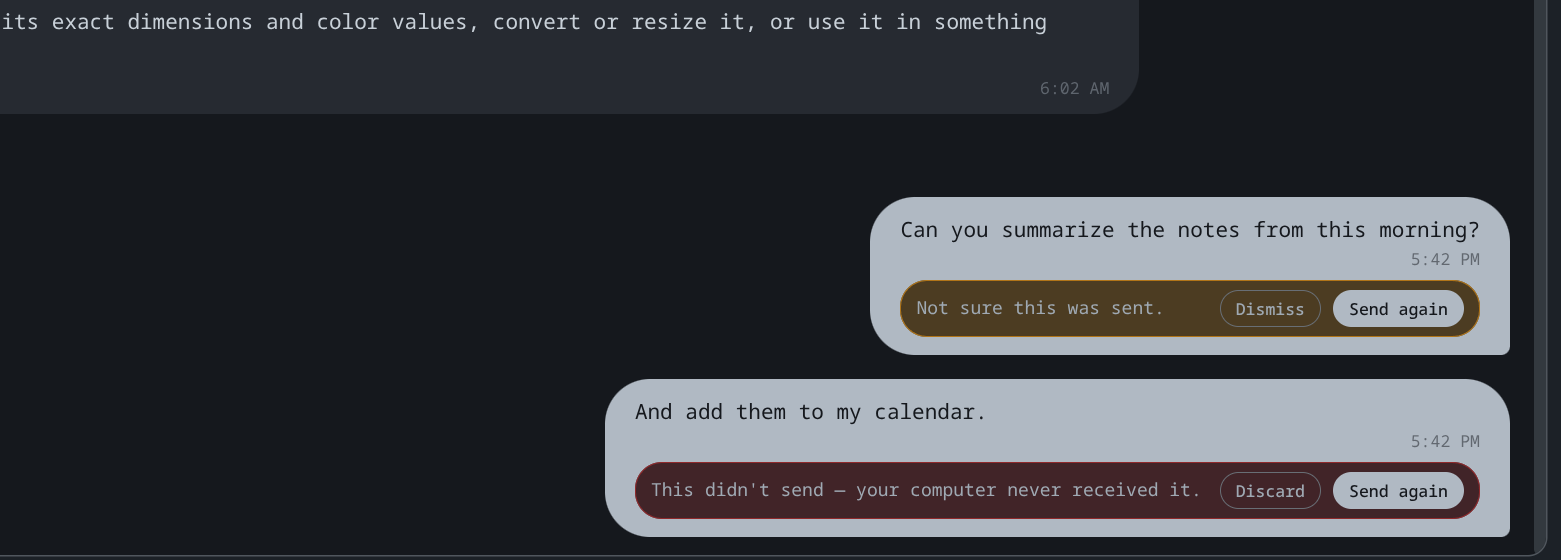 its exact dimensions and color values, convert or resize it, or use it in something
6:02 AM
Can you summarize the notes from this morning?
5:42 PM
Not sure this was sent. Dismiss Send again
And add them to my calendar.
5:42 PM
This didn't send — your computer never received it. Discard Send again